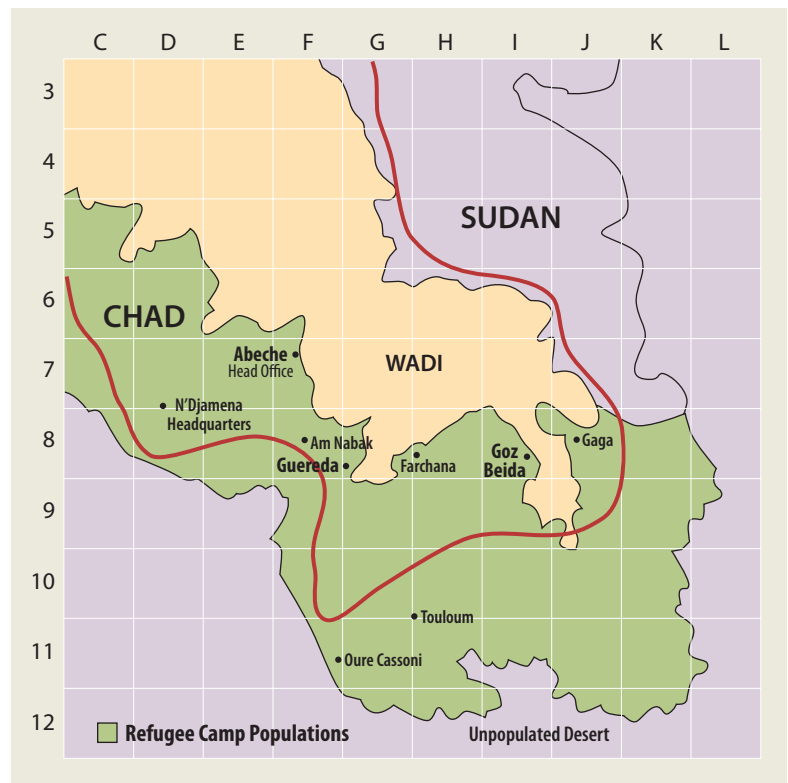 C D E F G H I J K L
3
4
5
6
7
8
9
10
11
12
SUDAN
CHAD
WADI
Abeche
Head Office
N'Djamena
Headquarters
Am Nabak
Guereda
Farchana
Goz
Beida
Gaga
Touloum
Oure Cassoni
Refugee Camp Populations
Unpopulated Desert